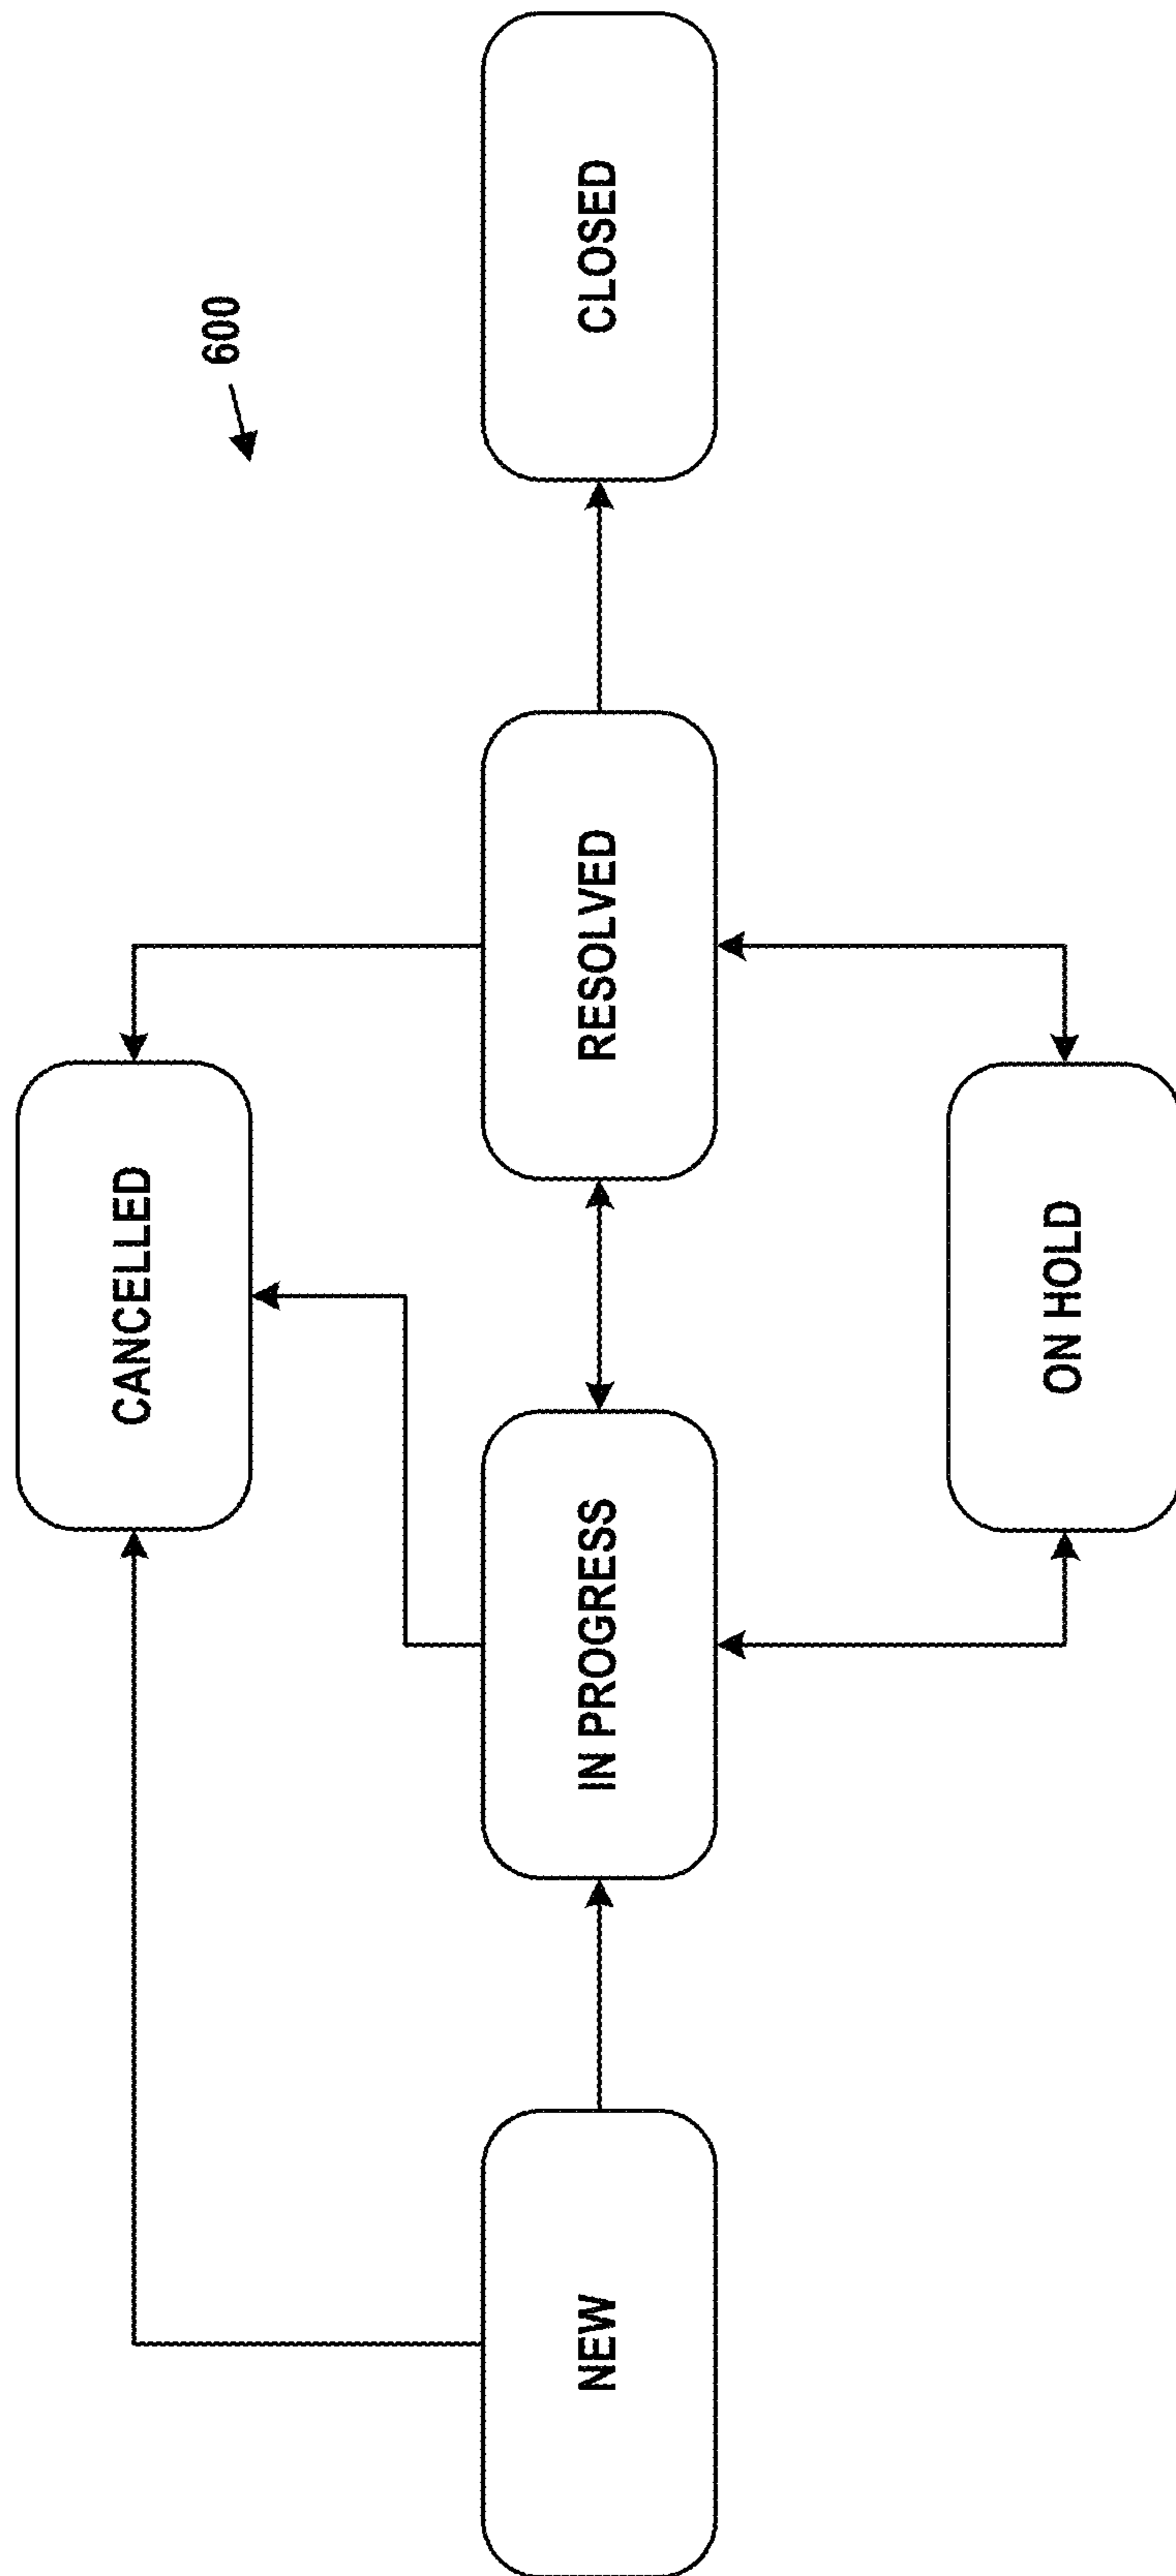 600
CANCELLED
NEW
IN PROGRESS
RESOLVED
CLOSED
ON HOLD